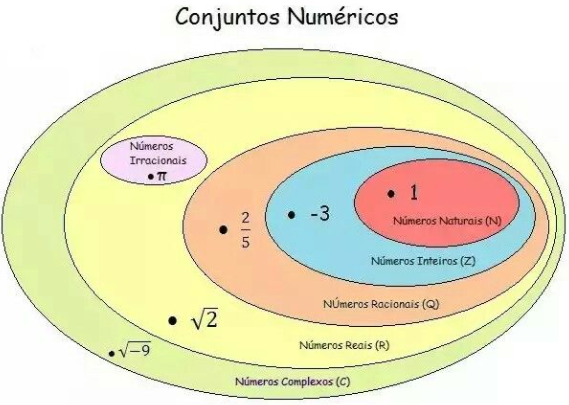 Conjuntos Numéricos
Números
Irracionais
π
1
-3
2
5
Números Naturais (N)
Números Inteiros (Z)
NÚmeros Racionais (Q)
√2
Números Reais (R)
√-9
Números Complexos (C)